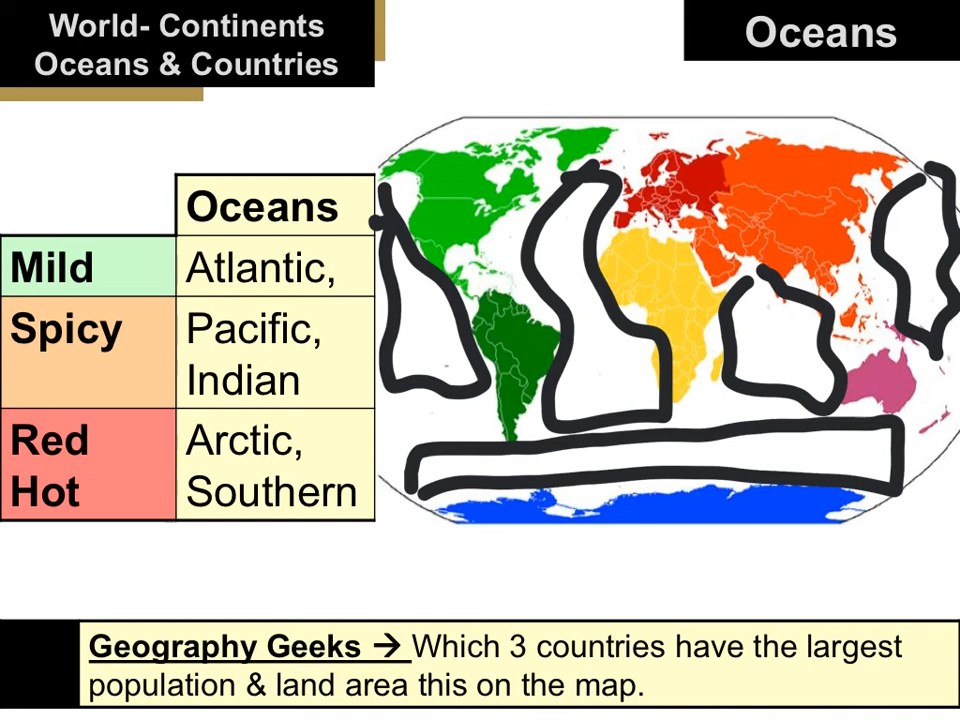 World- Continents
Oceans & Countries
Oceans
Oceans
Mild
Atlantic,
Spicy
Pacific,
Indian
Red
Hot
Arctic,
Southern
Geography Geeks → Which 3 countries have the largest
population & land area this on the map.